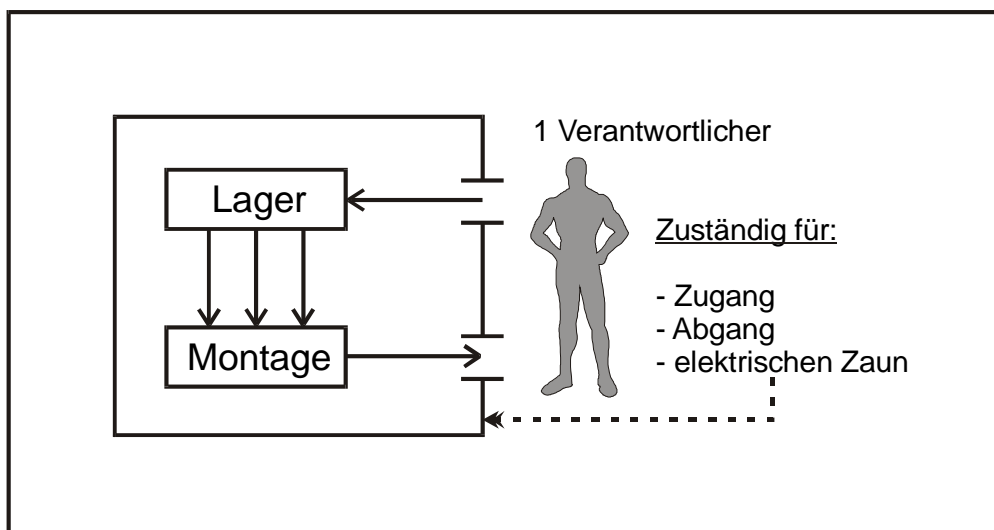 1 Verantwortlicher
Lager
Zuständig für:
- Zugang
- Abgang
Montage
- elektrischen Zaun